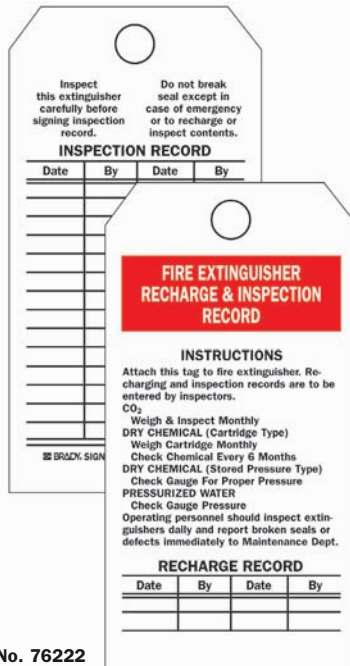 Inspect
this extinguisher
carefully before
signing inspection
record.
Do not break
seal except in
case of emergency
or to recharge or
inspect contents.
INSPECTION RECORD
Date By Date By
BRADY. SIGN
FIRE EXTINGUISHER
RECHARGE & INSPECTION
RECORD
INSTRUCTIONS
Attach this tag to fire extinguisher. Re-
charging and inspection records are to be
entered by inspectors.
CO₂
Weigh & Inspect Monthly
DRY CHEMICAL (Cartridge Type)
Weigh Cartridge Monthly
Check Chemical Every 6 Months
DRY CHEMICAL (Stored Pressure Type)
Check Gauge For Proper Pressure
PRESSURIZED WATER
Check Gauge Pressure
Operating personnel should inspect extin-
guishers daily and report broken seals or
defects immediately to Maintenance Dept.
RECHARGE RECORD
Date By Date By
No. 76222